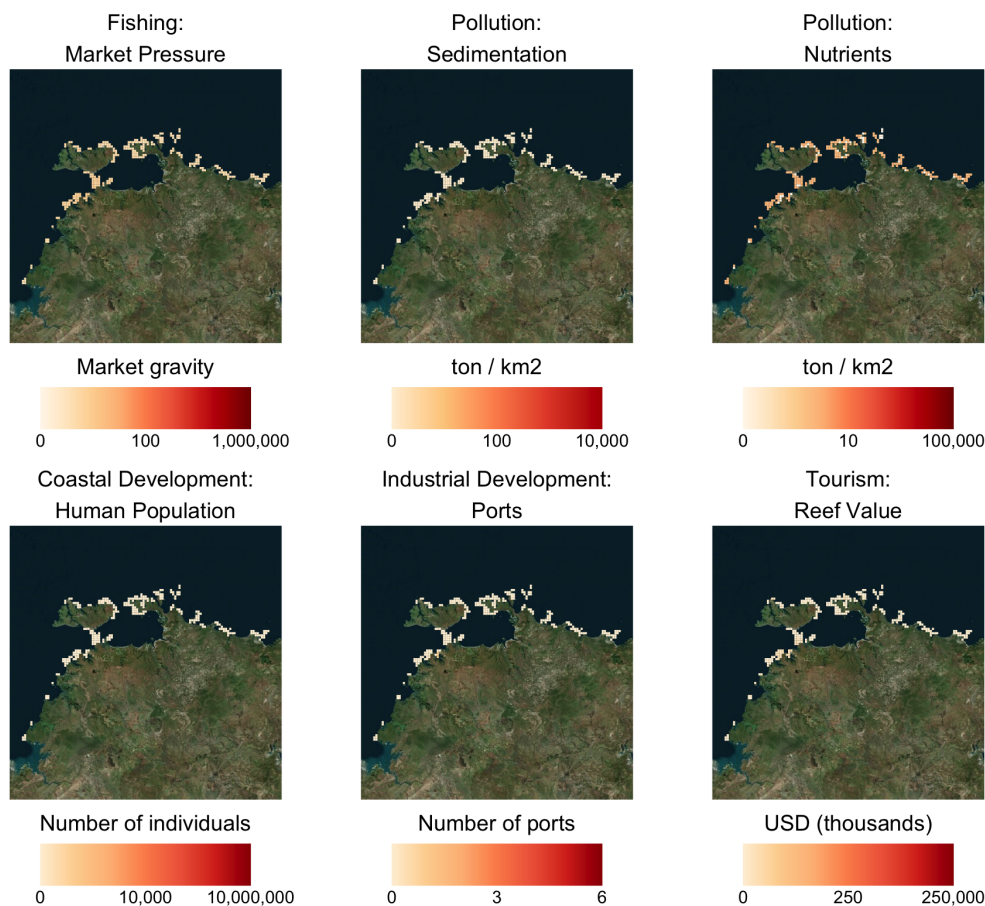 Fishing:
Market Pressure
Pollution:
Sedimentation
Pollution:
Nutrients
Market gravity
0 100 1,000,000
ton / km2
0 100 10,000
ton / km2
0 10 100,000
Coastal Development:
Human Population
Industrial Development:
Ports
Tourism:
Reef Value
Number of individuals
0 10,000 10,000,000
Number of ports
0 3 6
USD (thousands)
0 250 250,000